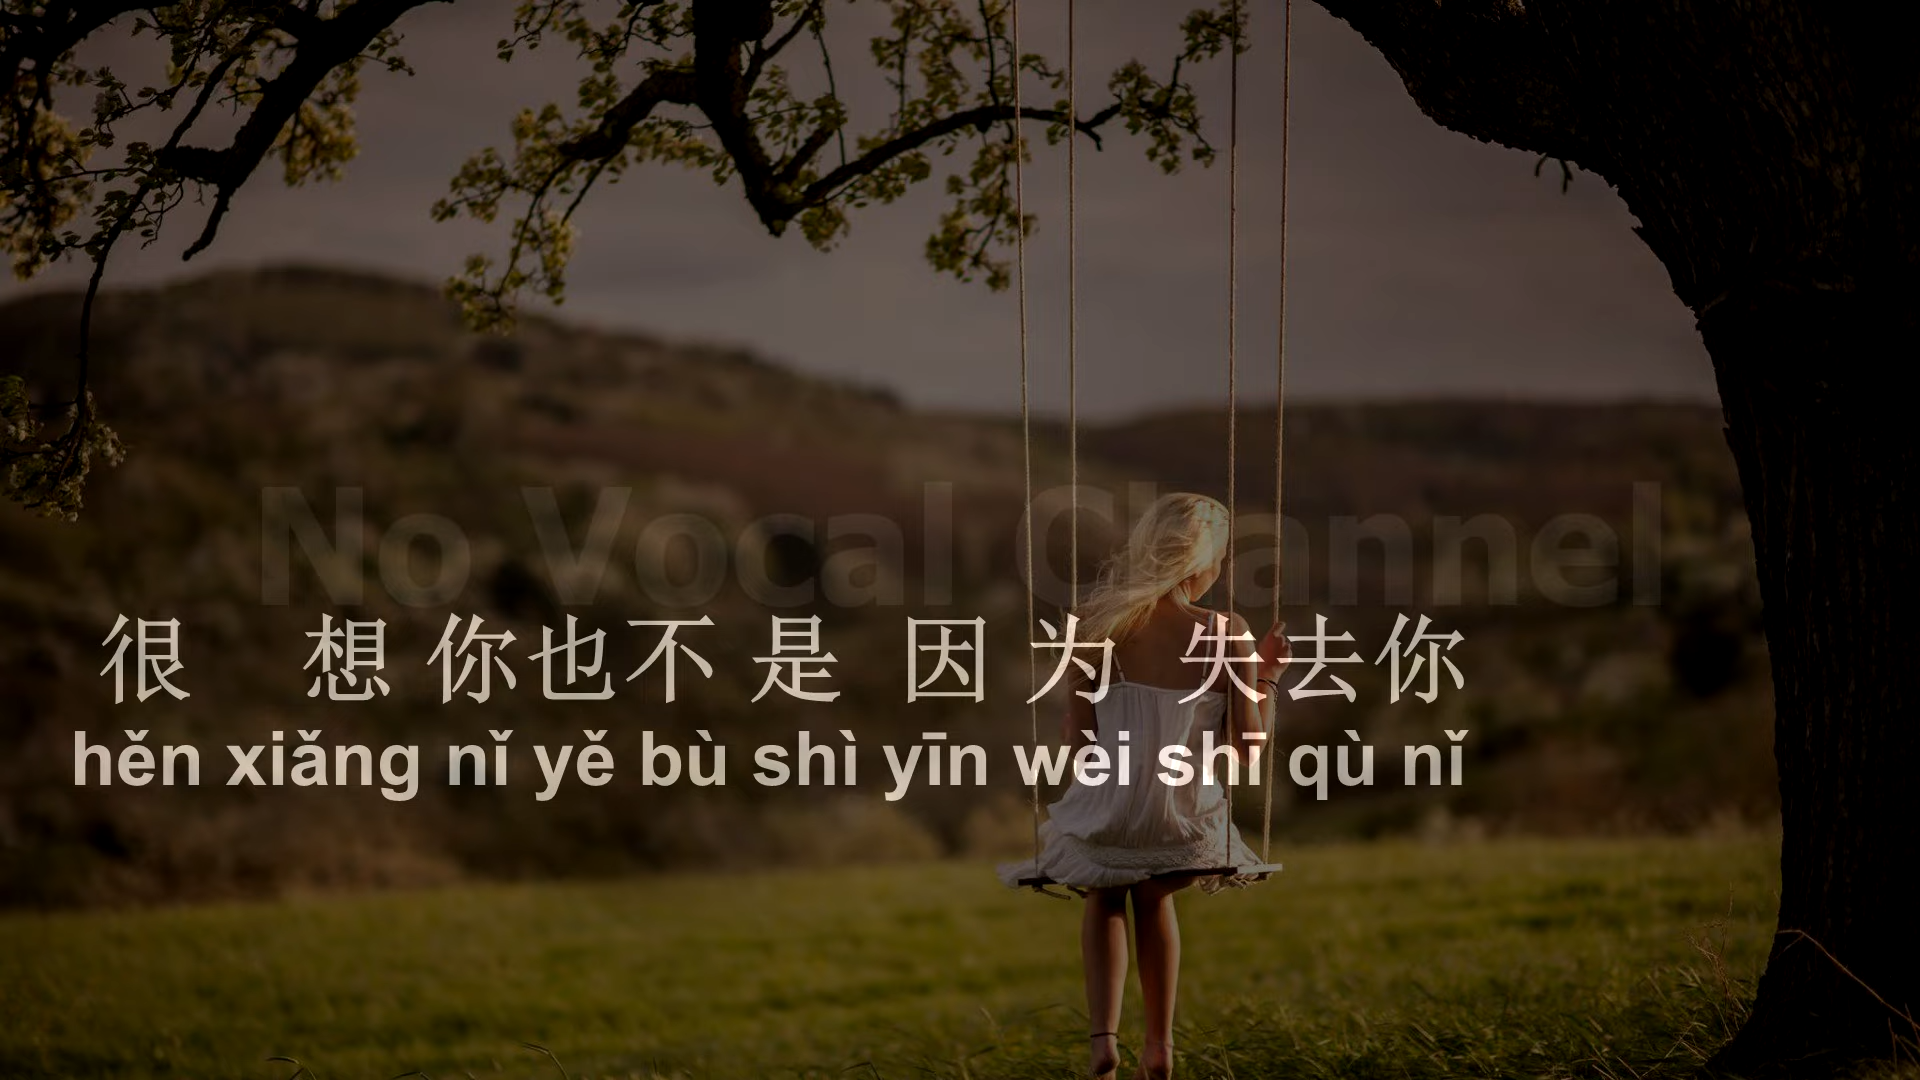 No Vocal Channel
很 想 你也不 是 因 为 失去你
hěn xiǎng nǐ yě bù shì yīn wèi shī qù nǐ